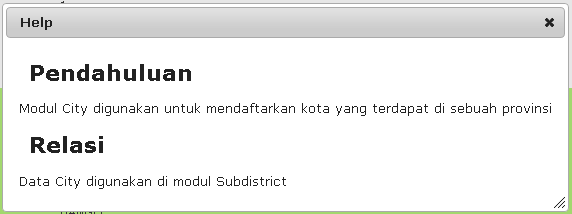 Help
Pendahuluan
Modul City digunakan untuk mendaftarkan kota yang terdapat di sebuah provinsi
Relasi
Data City digunakan di modul Subdistrict